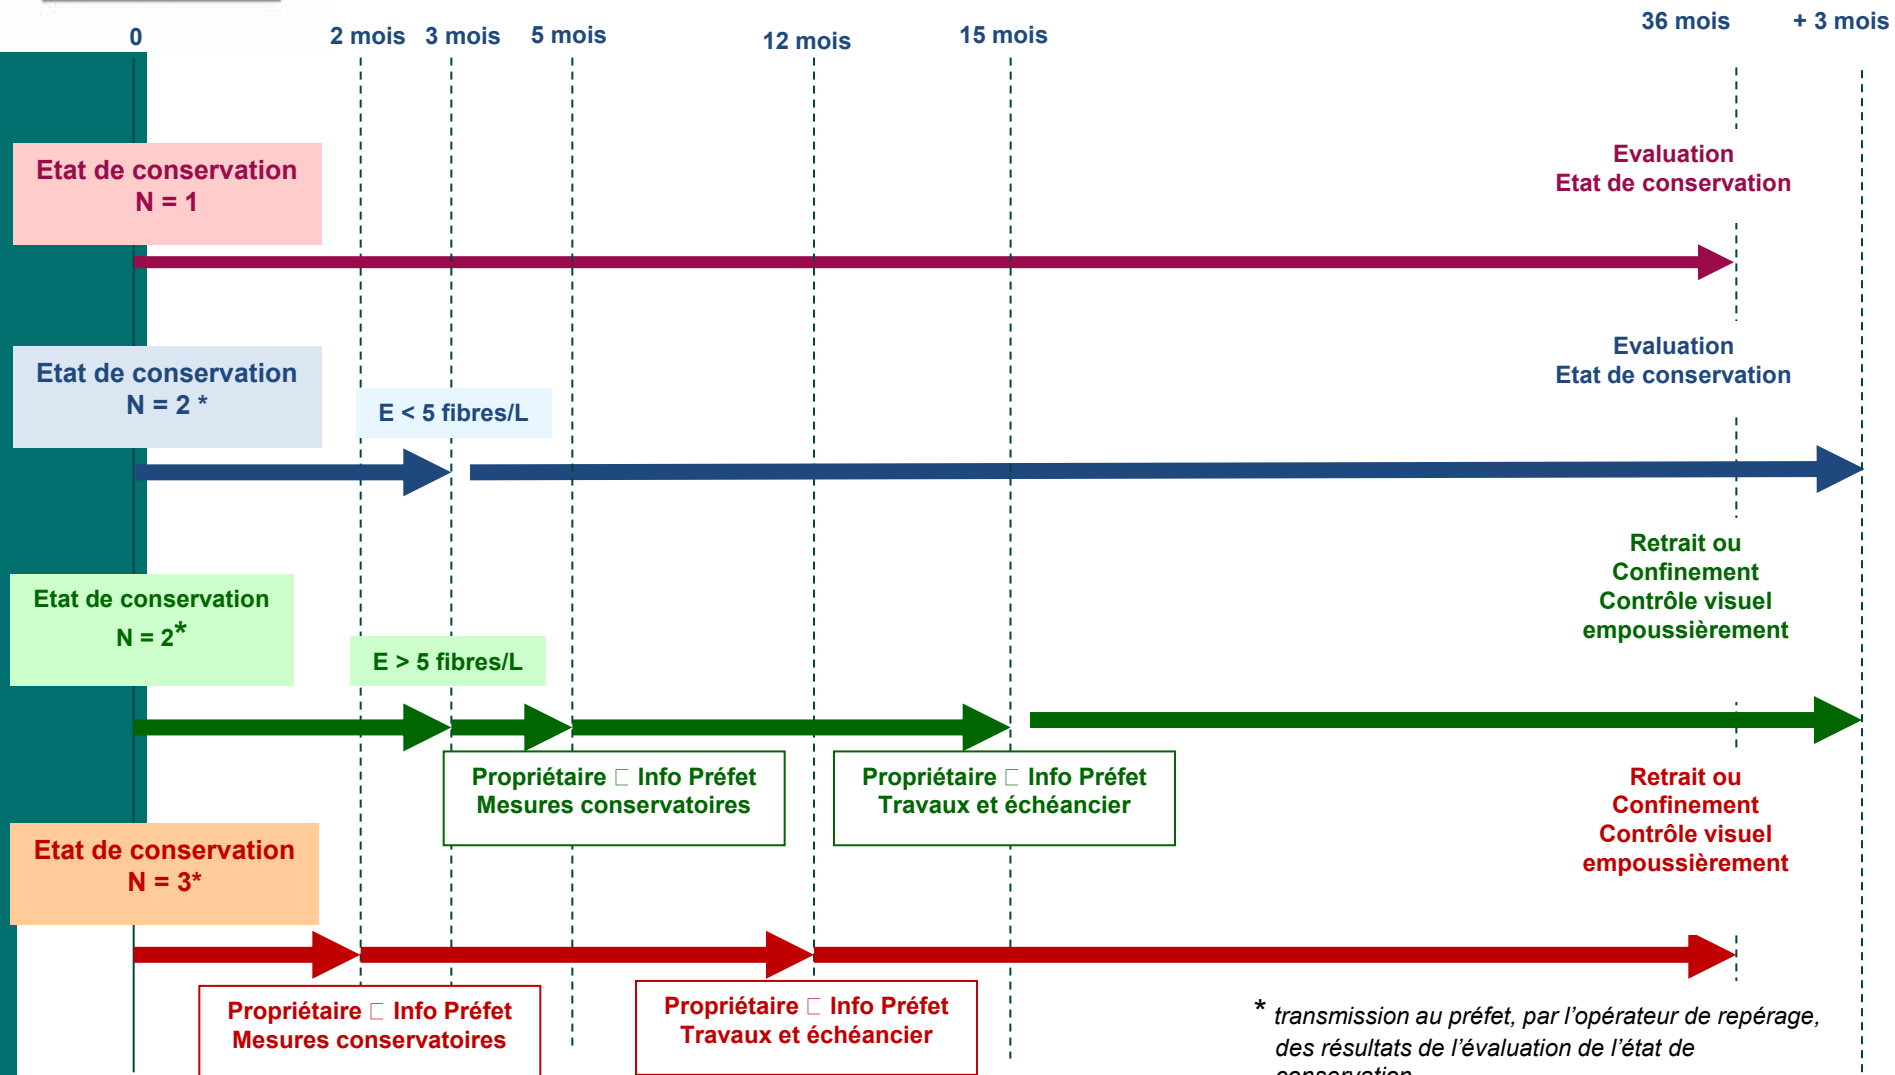 0
2 mois
3 mois
5 mois
12 mois
15 mois
36 mois
+ 3 mois
Etat de conservation
N = 1
Evaluation
Etat de conservation
Etat de conservation
N = 2 *
E < 5 fibres/L
Evaluation
Etat de conservation
Etat de conservation
N = 2*
E > 5 fibres/L
Retrait ou
Confinement
Contrôle visuel
empoussièrement
Propriétaire □ Info Préfet
Mesures conservatoires
Propriétaire □ Info Préfet
Travaux et échéancier
Etat de conservation
N = 3*
Retrait ou
Confinement
Contrôle visuel
empoussièrement
Propriétaire □ Info Préfet
Mesures conservatoires
Propriétaire □ Info Préfet
Travaux et échéancier
* transmission au préfet, par l’opérateur de repérage,
des résultats de l’évaluation de l’état de
conservation